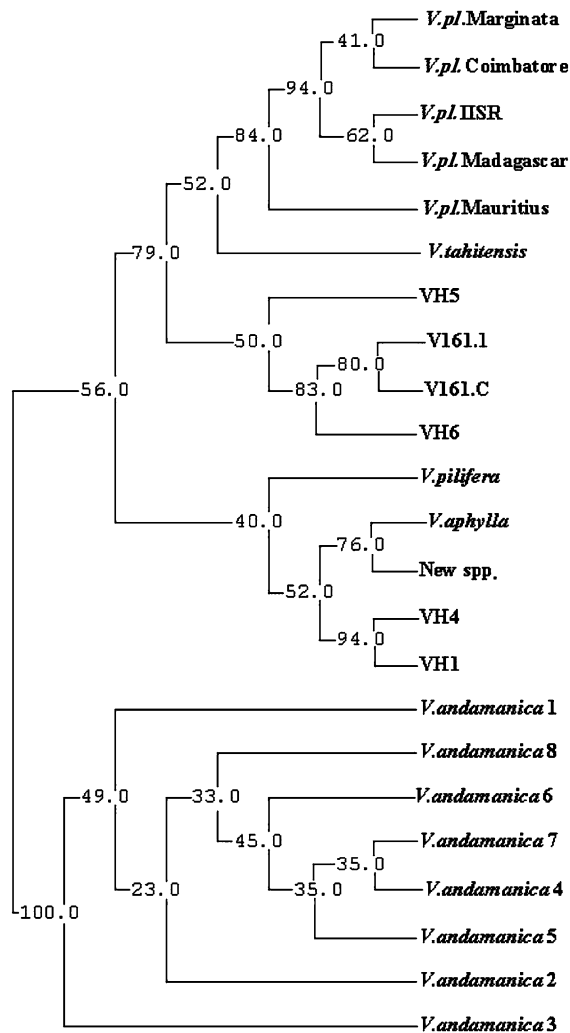 V.pl.Marginata
41.0
V.pl.Coimbatore
94.0
V.pl.IISR
84.0
62.0
V.pl.Madagascar
52.0
V.pl.Mauritius
79.0
V.tahitensis
VH5
50.0
V161.1
80.0
56.0
83.0
V161.C
VH6
V.pilifera
40.0
V.aphylla
76.0
New spp.
52.0
VH4
94.0
VH1
V.andamanica 1
V.andamanica 8
49.0
33.0
V.andamanica 6
45.0
V.andamanica 7
35.0
23.0
35.0
V.andamanica 4
100.0
V.andamanica 5
V.andamanica 2
V.andamanica 3